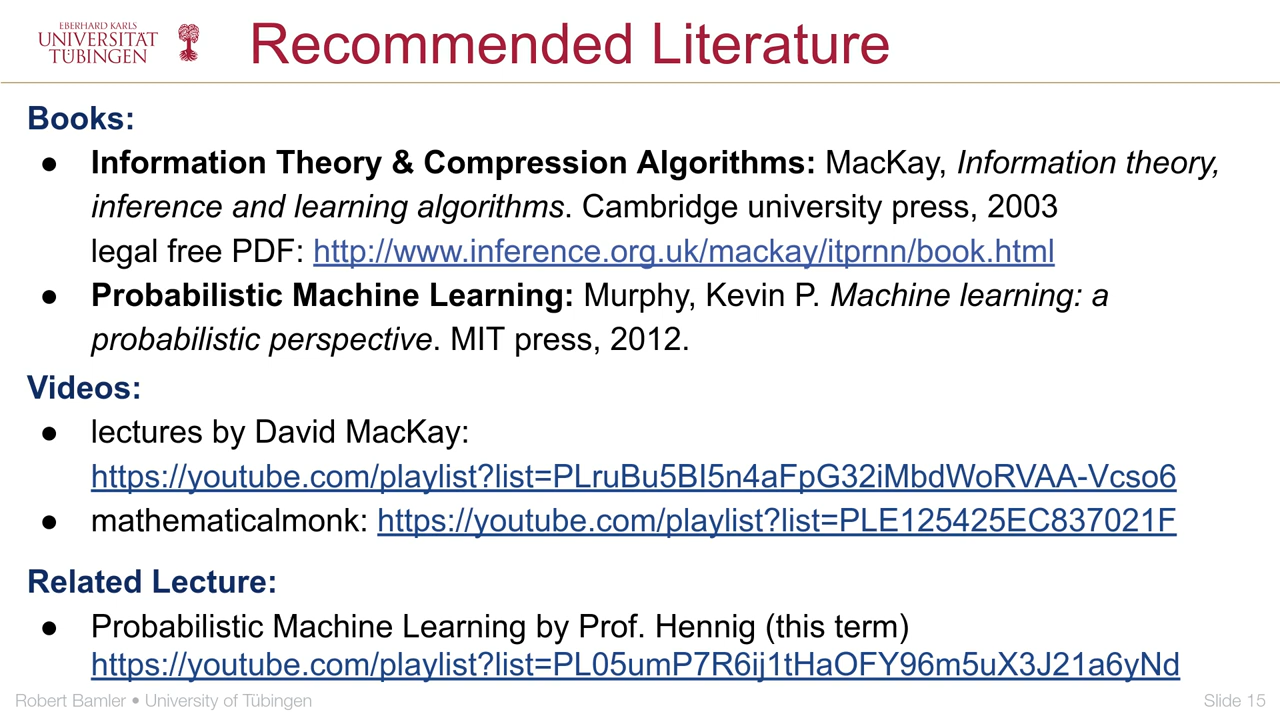 EBERHARD KARLS
UNIVERSITÄT
TÜBINGEN
Recommended Literature
Books:
● Information Theory & Compression Algorithms: MacKay, Information theory,
inference and learning algorithms. Cambridge university press, 2003
legal free PDF: http://www.inference.org.uk/mackay/itprnn/book.html
● Probabilistic Machine Learning: Murphy, Kevin P. Machine learning: a
probabilistic perspective. MIT press, 2012.
Videos:
● lectures by David MacKay:
https://youtube.com/playlist?list=PLruBu5BI5n4aFpG32iMbdWoRVAA-Vcso6
● mathematicalmonk: https://youtube.com/playlist?list=PLE125425EC837021F
Related Lecture:
● Probabilistic Machine Learning by Prof. Hennig (this term)
https://youtube.com/playlist?list=PL05umP7R6ij1tHaOFY96m5uX3J21a6yNd
Robert Bamler • University of Tübingen
Slide 15